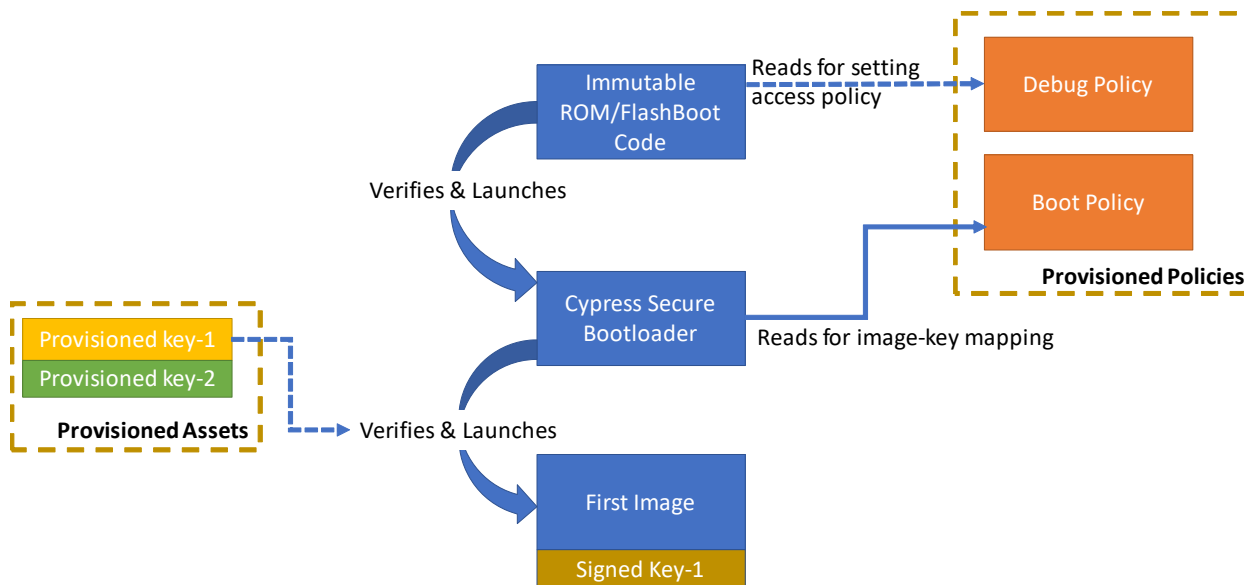 Immutable
ROM/FlashBoot
Code
Reads for setting
access policy
Debug Policy
Verifies & Launches
Boot Policy
Provisioned Policies
Cypress Secure
Bootloader
Reads for image-key mapping
Provisioned key-1
Provisioned key-2
Provisioned Assets
Verifies & Launches
First Image
Signed Key-1